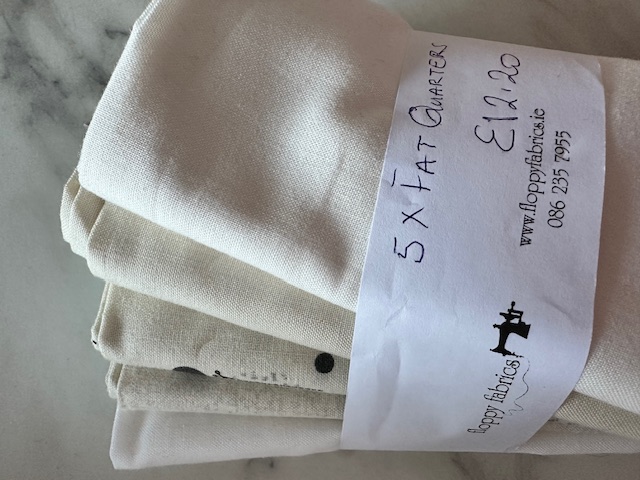 5 x FAT QUARTERS
£12.20
www.floppyfabrics.ie
086 235 7955
floppy fabrics